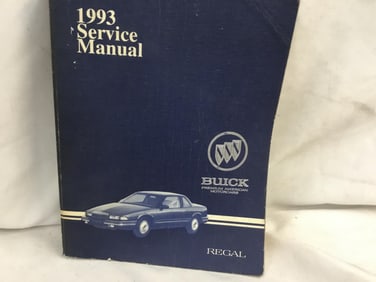 1993
Service
Manual
BUICK
PREMIUM AMERICAN
MOTORCARS
REGAL